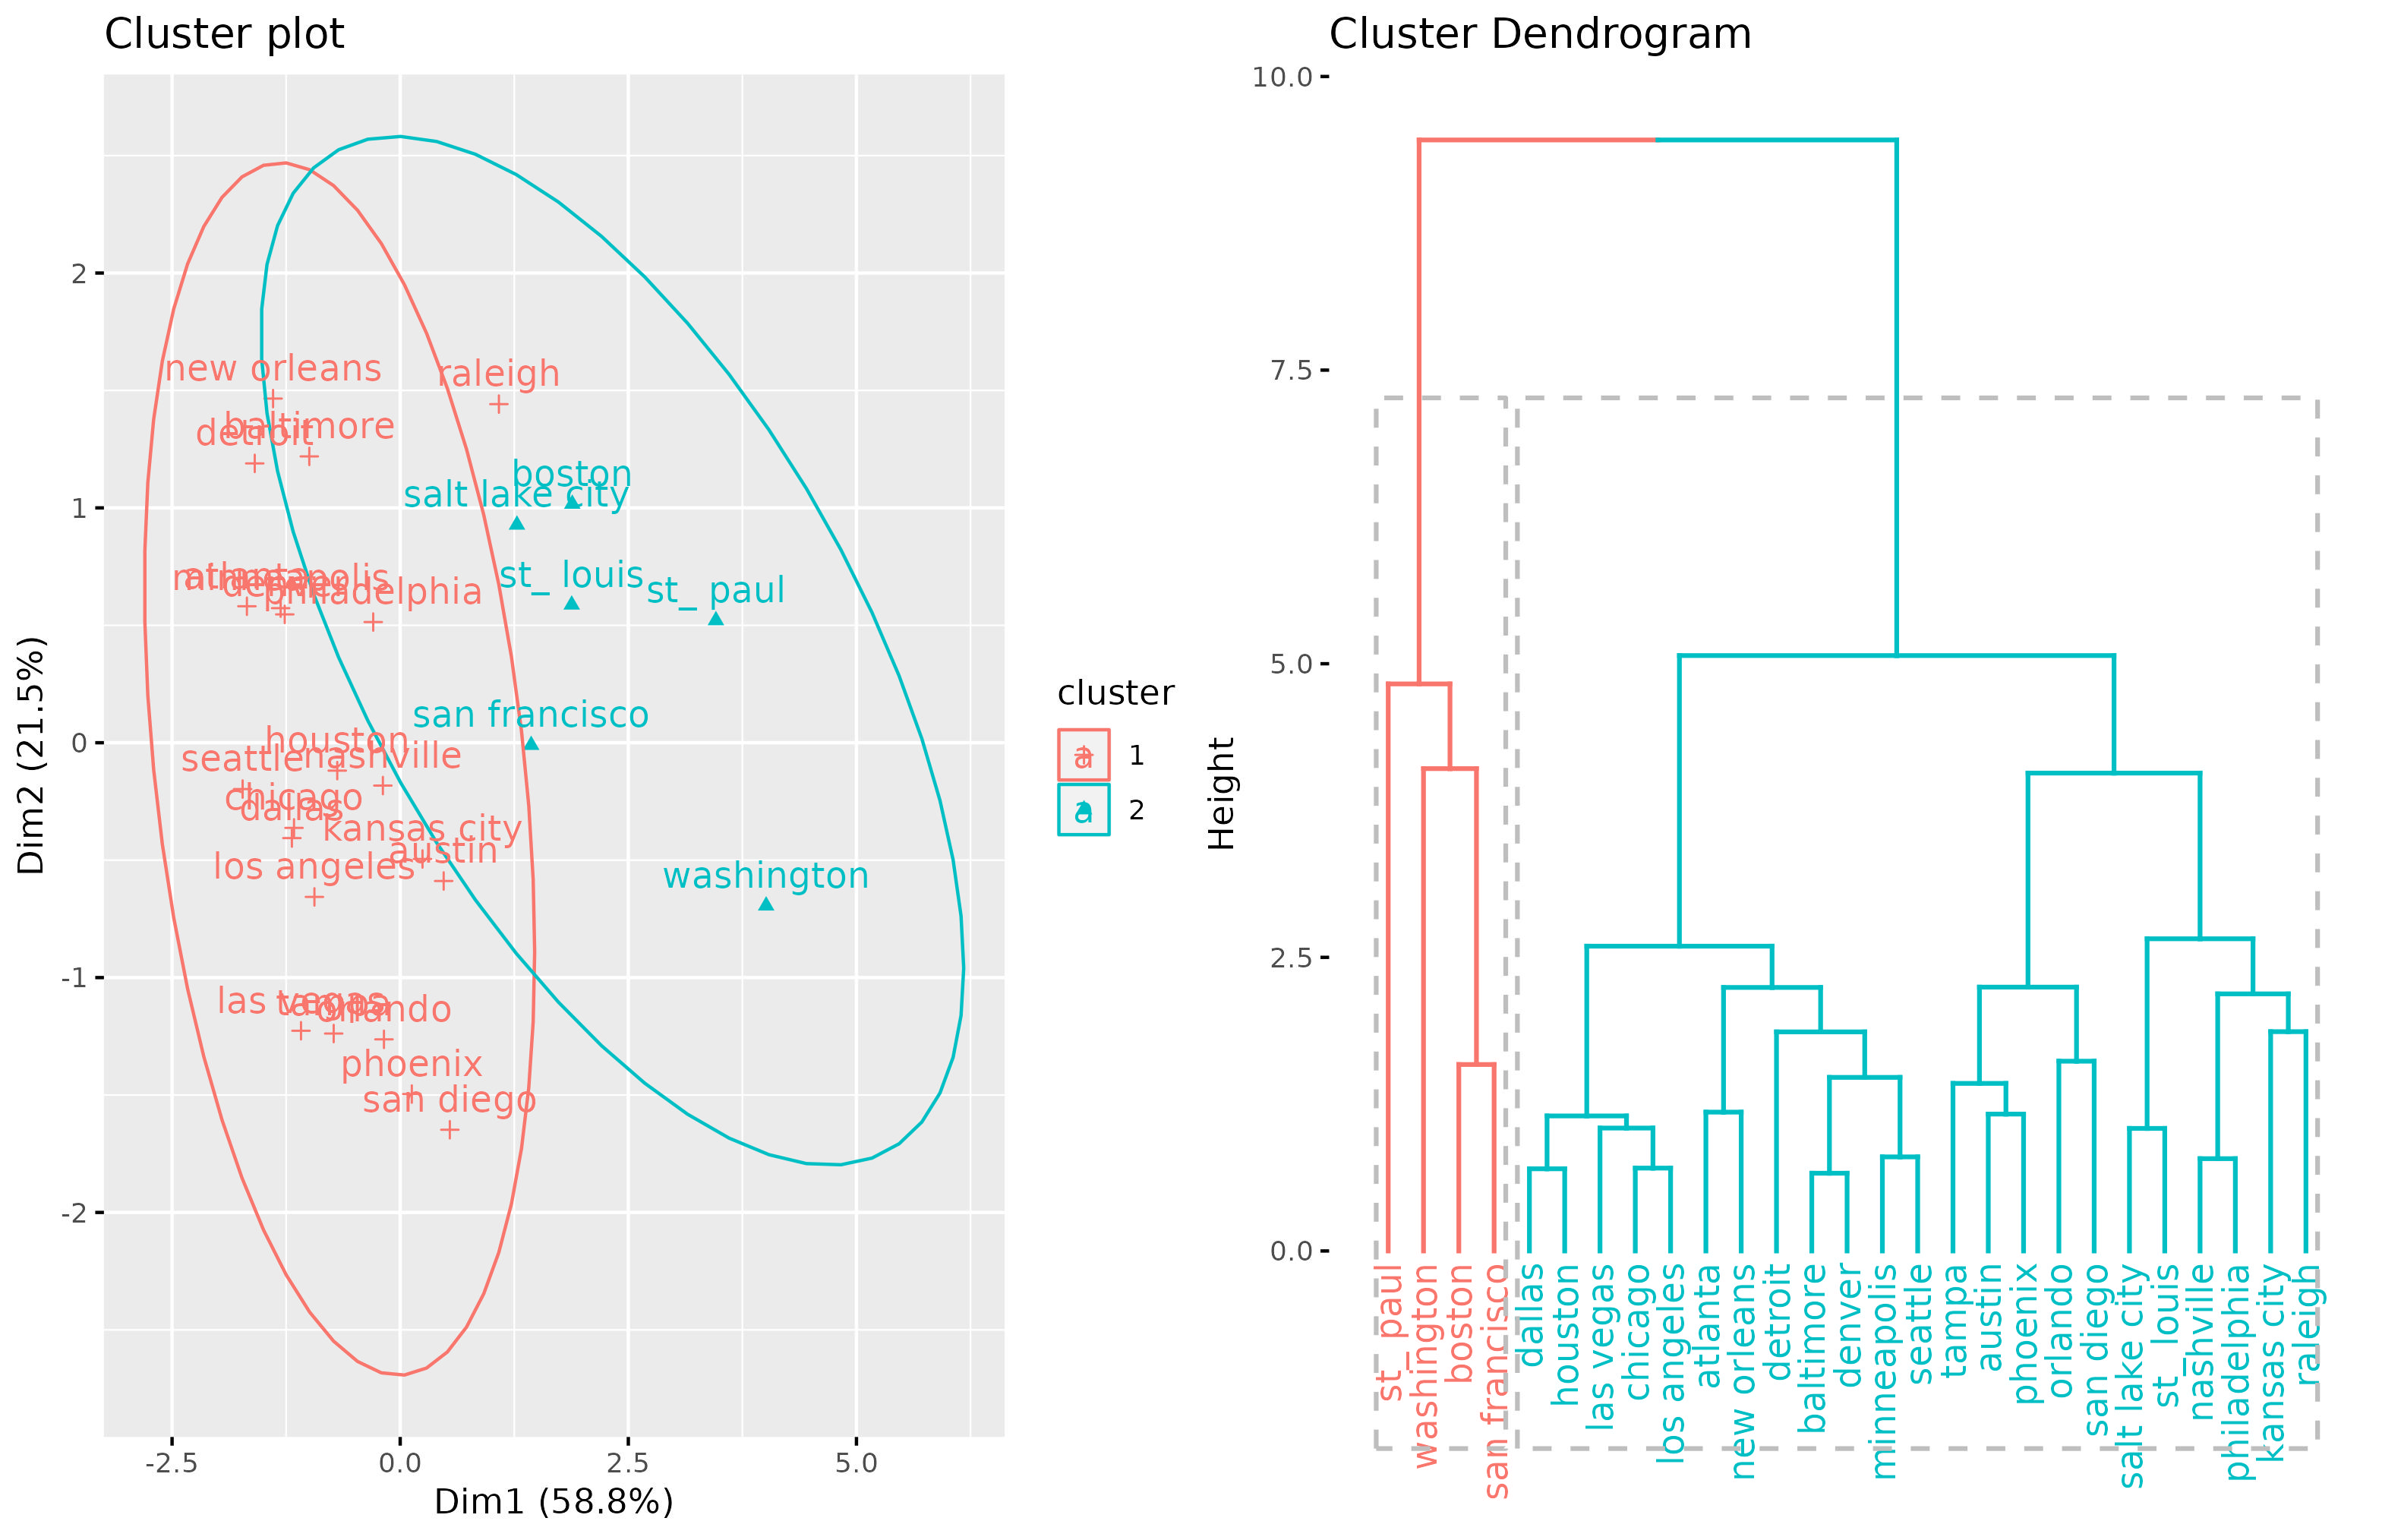 Cluster plot
new orleans
raleigh
baltimore
detroit
boston
salt lake city
atlanta
minneapolis
denver
philadelphia
st_ louis
st_ paul
san francisco
houston
nashville
seattle
chicago
dallas
kansas city
austin
los angeles
washington
las vegas
tampa
orlando
phoenix
san diego
2
1
0
-1
-2
-2.5
0.0
2.5
5.0
Dim1 (58.8%)
Dim2 (21.5%)
cluster
a 1
a 2
Cluster Dendrogram
10.0
7.5
5.0
2.5
0.0
Height
st_ paul
washington
boston
san francisco
dallas
houston
las vegas
chicago
los angeles
atlanta
new orleans
detroit
baltimore
denver
minneapolis
seattle
tampa
austin
phoenix
orlando
san diego
salt lake city
st_ louis
nashville
philadelphia
kansas city
raleigh